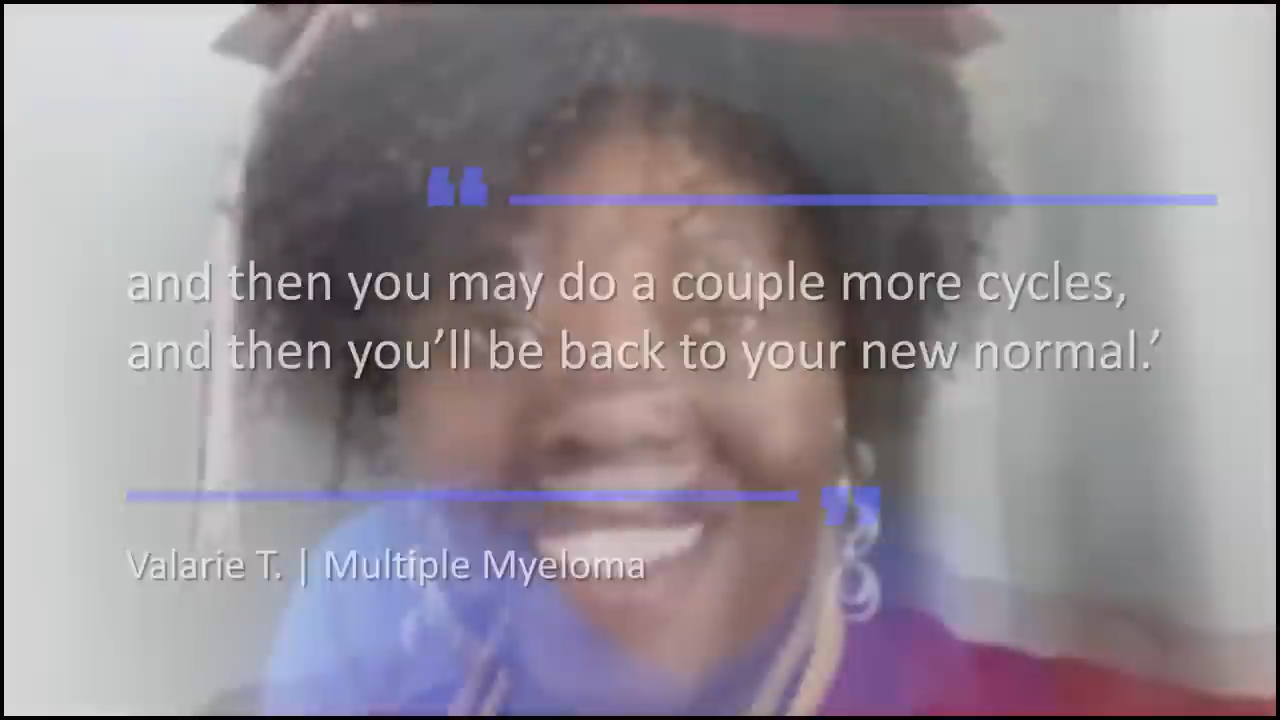 “
and then you may do a couple more cycles,
and then you’ll be back to your new normal.’
”
Valarie T. | Multiple Myeloma